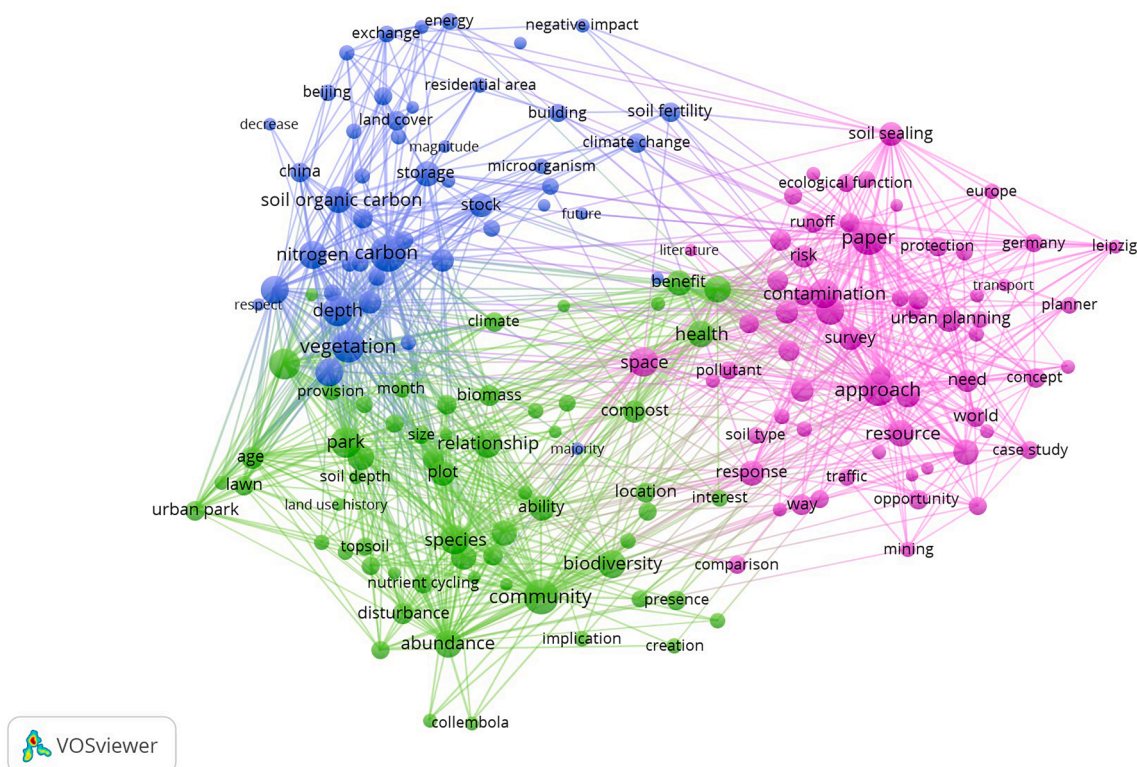 energy
negative impact
exchange
residential area
beijing
building
soil fertility
land cover
decrease
soil sealing
climate change
magnitude
microorganism
china
storage
ecological function
europe
soil organic carbon
stock
future
runoff
paper
protection
germany
leipzig
literature
nitrogen
carbon
risk
benefit
contamination
transport
respect
depth
planner
climate
urban planning
health
survey
vegetation
space
pollutant
need
concept
provision
month
biomass
approach
compost
world
park
size
relationship
soil type
resource
majority
case study
age
soil depth
plot
response
traffic
lawn
location
interest
opportunity
urban park
land use history
ability
way
species
topsoil
mining
biodiversity
comparison
nutrient cycling
community
presence
disturbance
abundance
implication
creation
collembola
VOSviewer